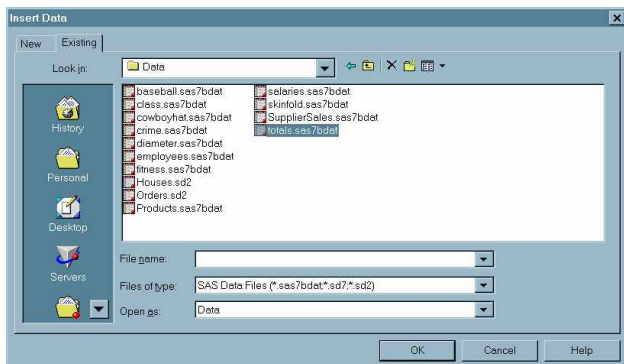 Insert Data
New Existing
Look in: Data
History
Personal
Desktop
Servers
baseball.sas7bdat
class.sas7bdat
cowboyhat.sas7bdat
crime.sas7bdat
diameter.sas7bdat
employees.sas7bdat
fitness.sas7bdat
Houses.sd2
Orders.sd2
Products.sas7bdat
salaries.sas7bdat
skinfold.sas7bdat
SupplierSales.sas7bdat
totals.sas7bdat
File name:
Files of type: SAS Data Files (*.sas7bdat;*.sd7;*.sd2)
Open as: Data
OK Cancel Help